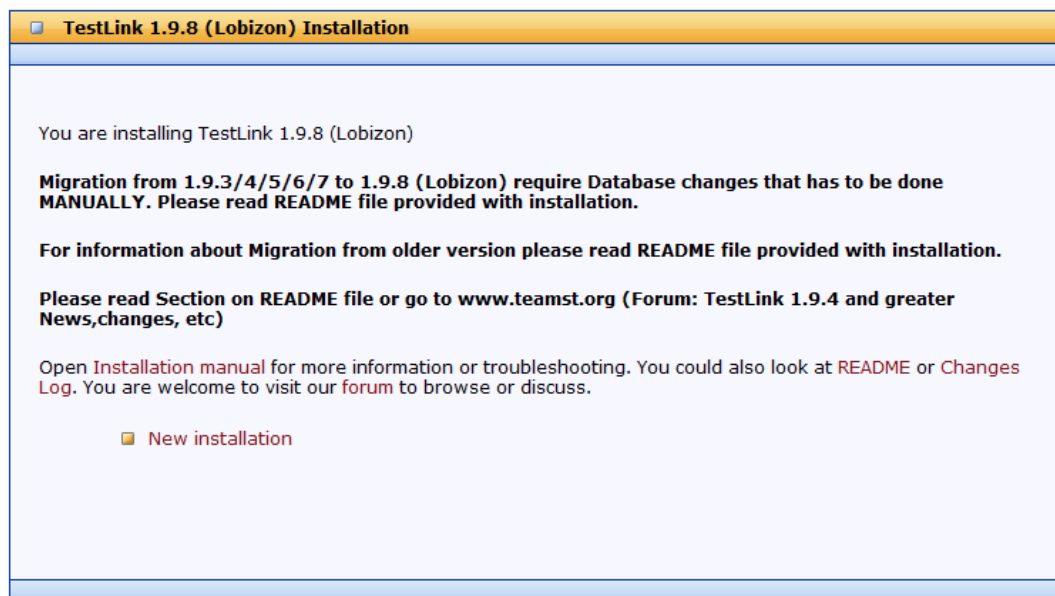 TestLink 1.9.8 (Lobizon) Installation
You are installing TestLink 1.9.8 (Lobizon)
Migration from 1.9.3/4/5/6/7 to 1.9.8 (Lobizon) require Database changes that has to be done
MANUALLY. Please read README file provided with installation.
For information about Migration from older version please read README file provided with installation.
Please read Section on README file or go to www.teamst.org (Forum: TestLink 1.9.4 and greater
News,changes, etc)
Open Installation manual for more information or troubleshooting. You could also look at README or Changes
Log. You are welcome to visit our forum to browse or discuss.
New installation